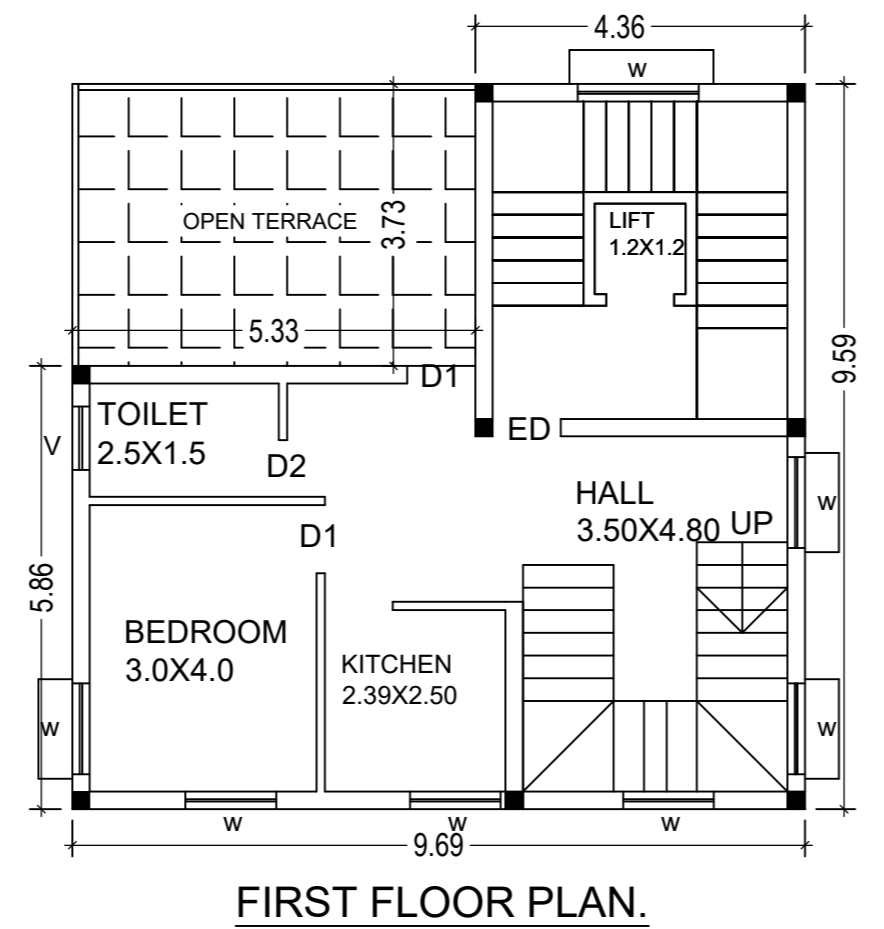 4.36
W
OPEN TERRACE
3.73
LIFT
1.2X1.2
5.33
9.59
D1
TOILET
2.5X1.5
V
ED
D2
HALL
3.50X4.80
UP
W
D1
5.86
BEDROOM
3.0X4.0
KITCHEN
2.39X2.50
W
W
W
W
W
9.69
FIRST FLOOR PLAN.